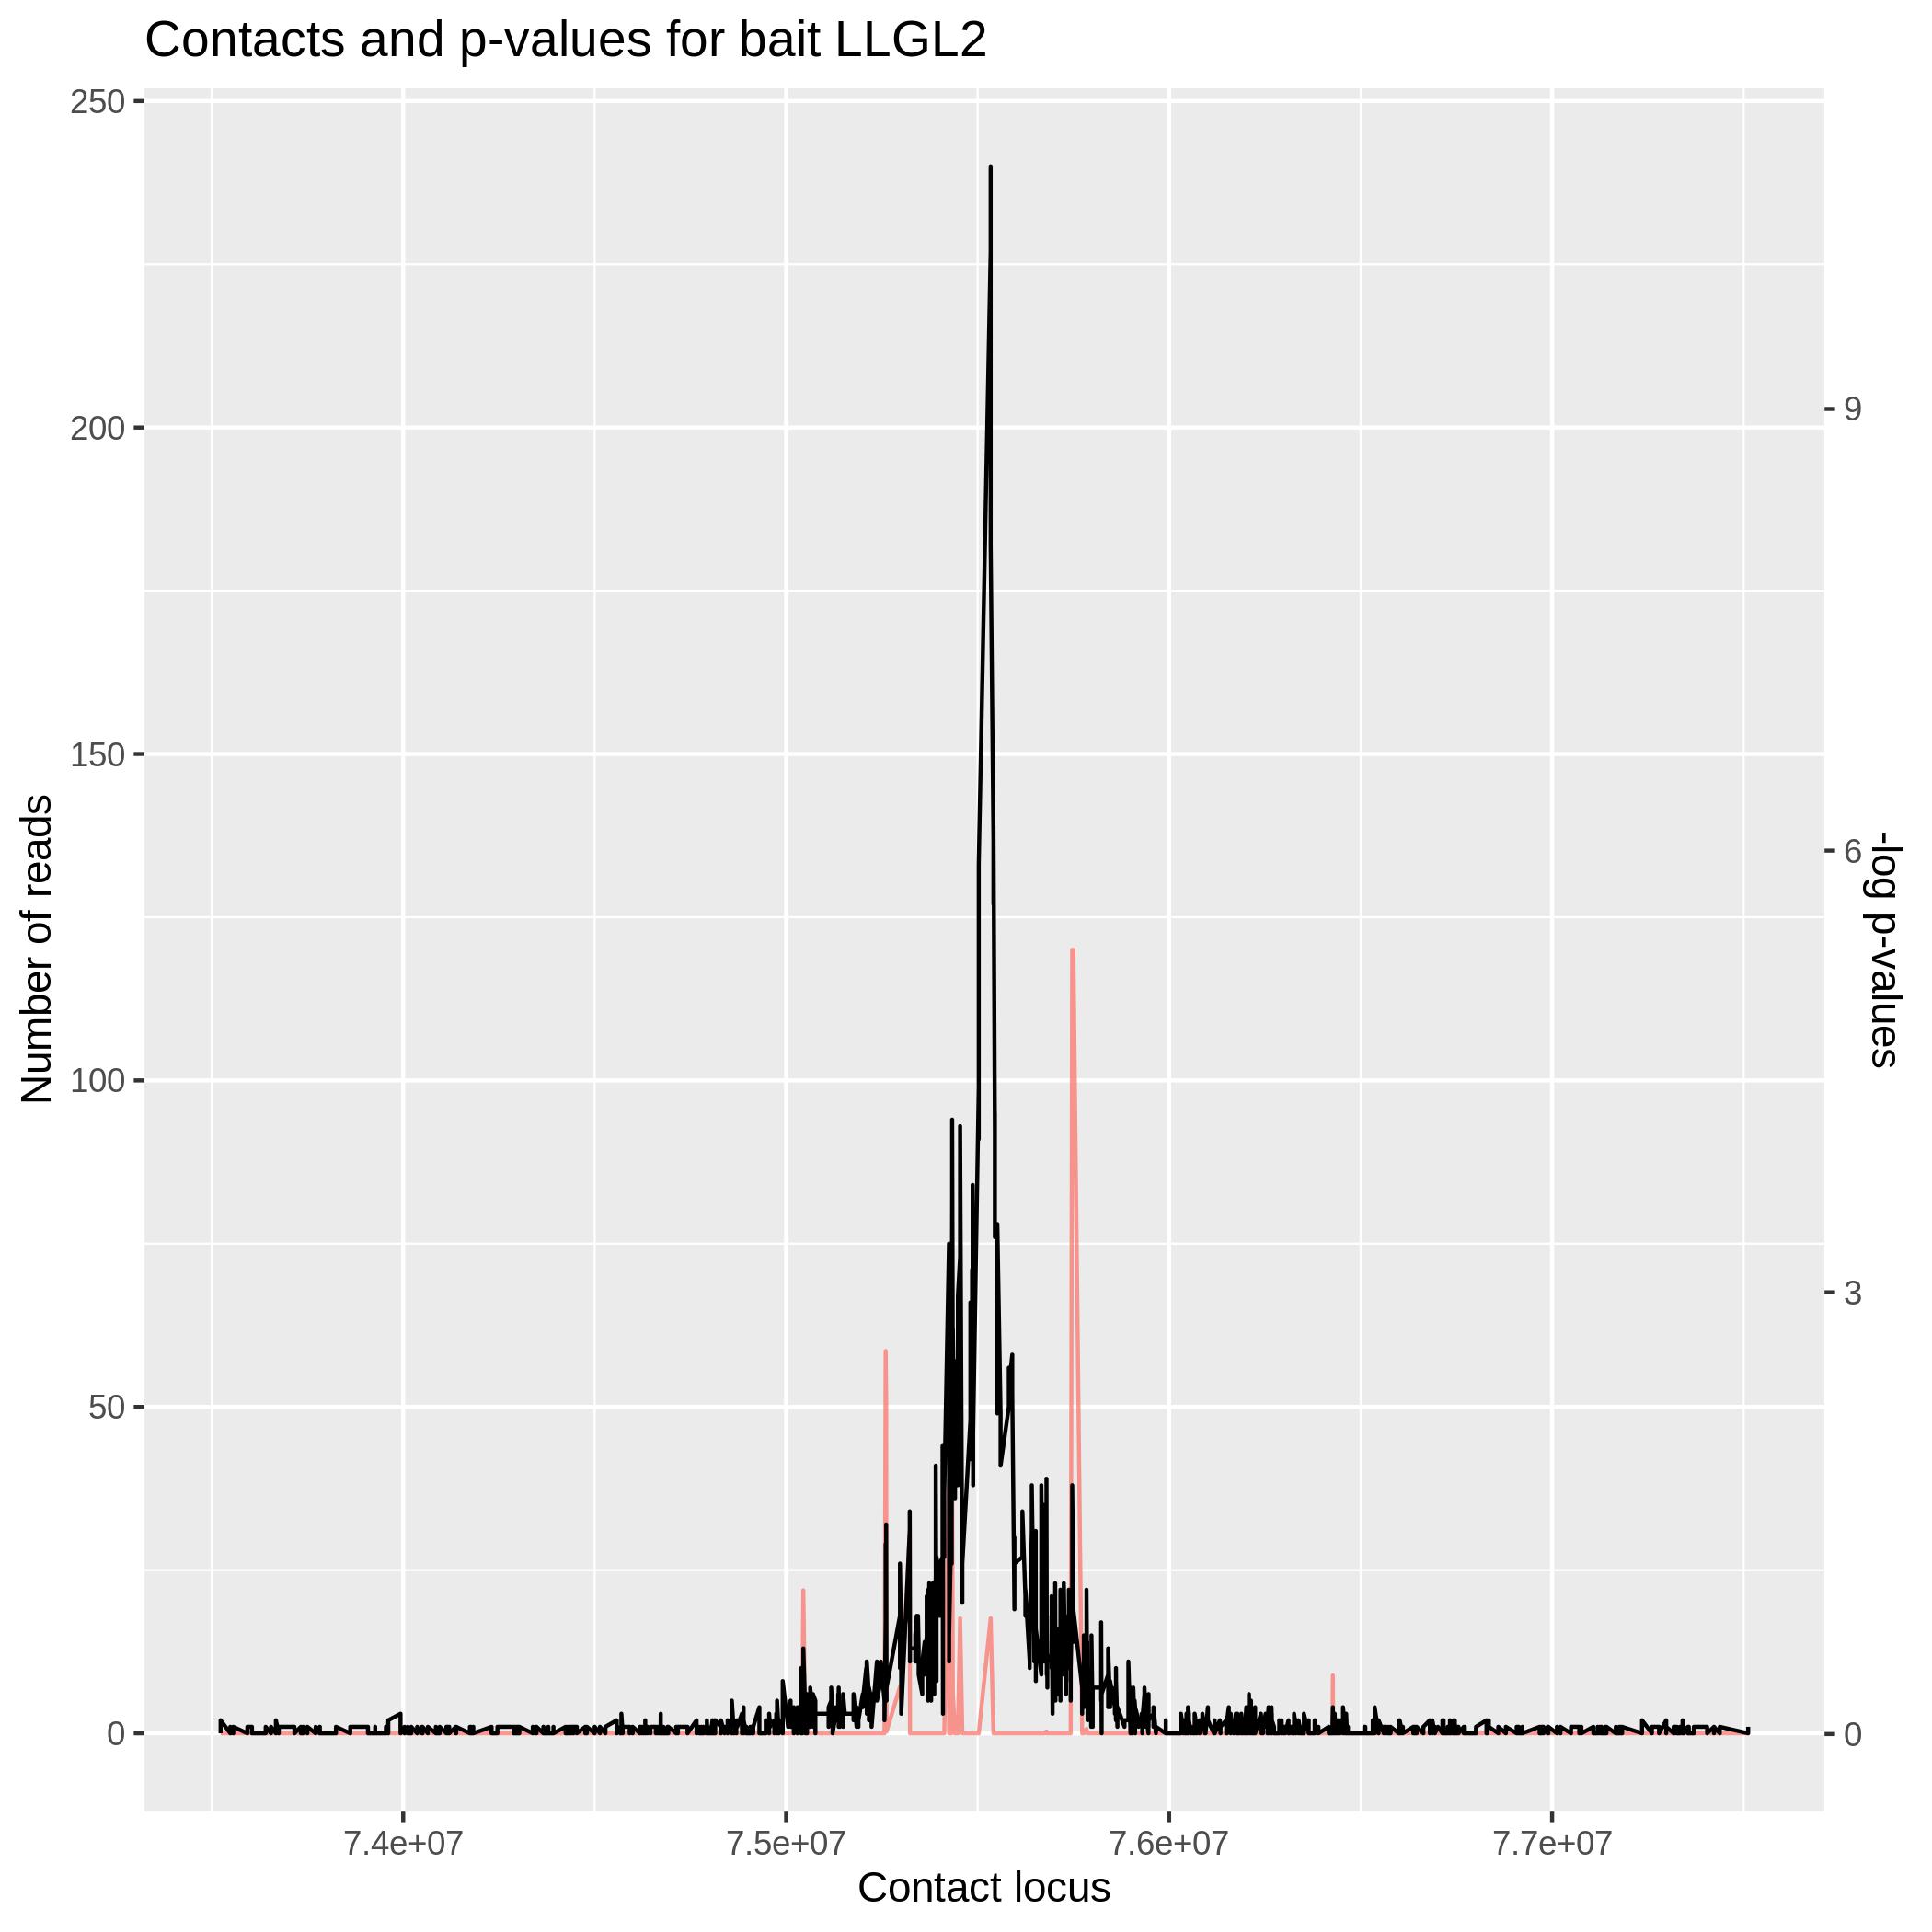 Contacts and p-values for bait LLGL2
250
200
150
100
50
0
Number of reads
9
6
3
0
-log p-values
7.4e+07
7.5e+07
7.6e+07
7.7e+07
Contact locus